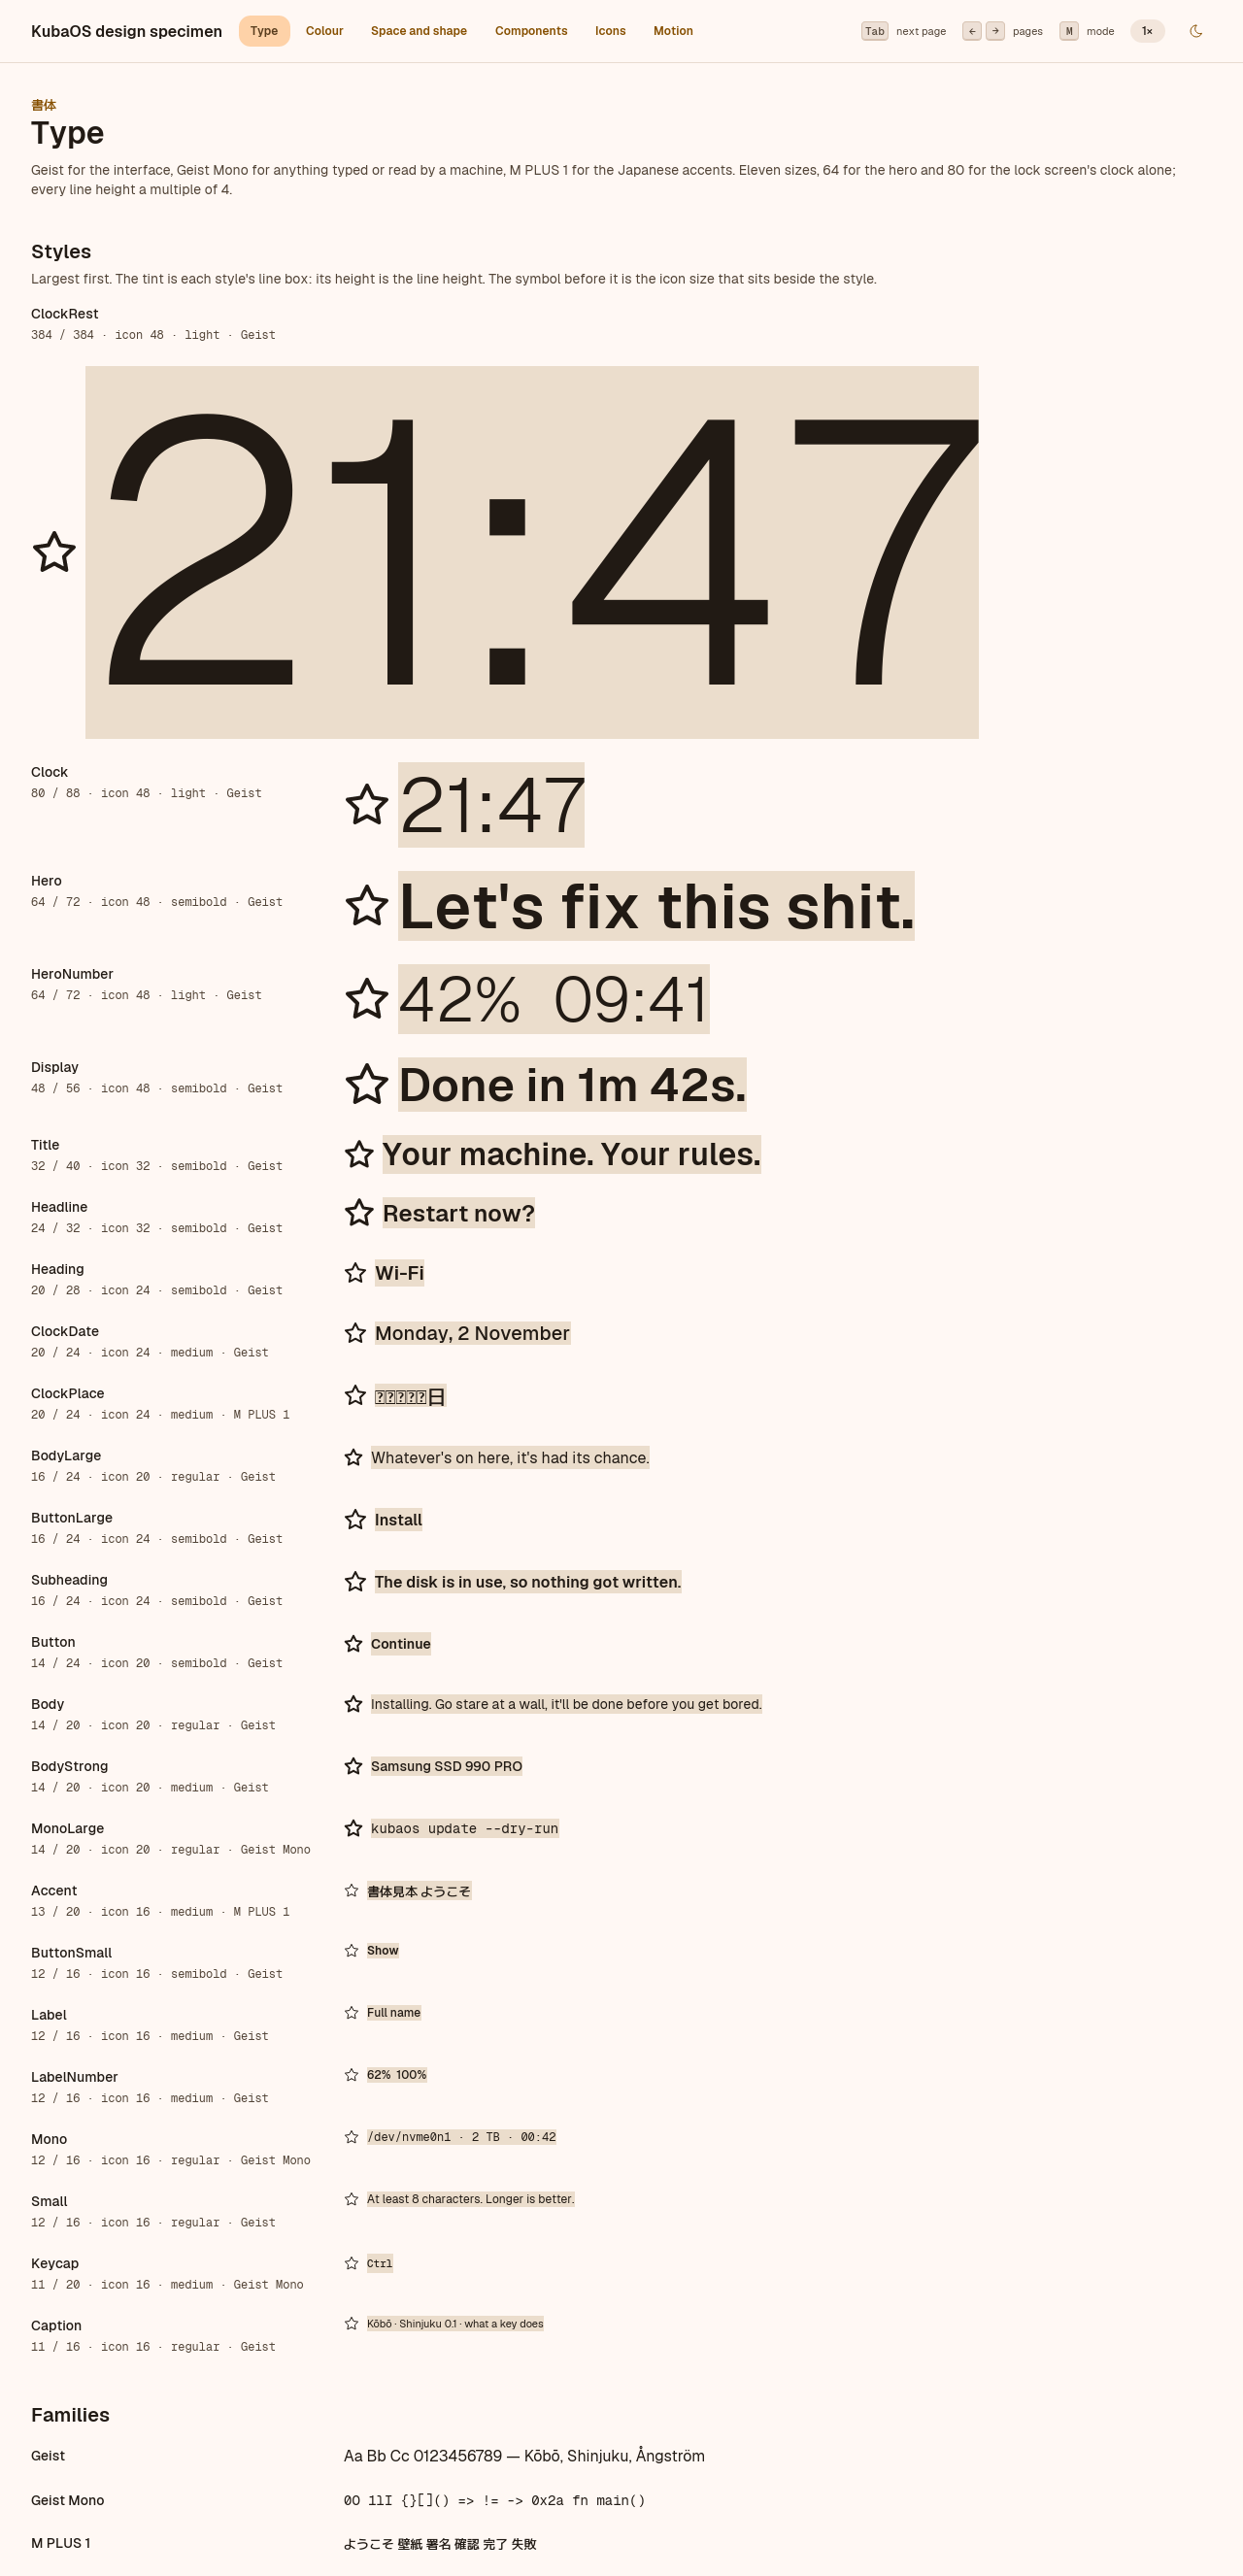 KubaOS design specimen Type Colour Space and shape Components Icons Motion Tab next page ← → pages M mode 1×
書体
Type
Geist for the interface, Geist Mono for anything typed or read by a machine, M PLUS 1 for the Japanese accents. Eleven sizes, 64 for the hero and 80 for the lock screen's clock alone;
every line height a multiple of 4.
Styles
Largest first. The tint is each style's line box: its height is the line height. The symbol before it is the icon size that sits beside the style.
ClockRest
384 / 384 · icon 48 · light · Geist
21:47
Clock
80 / 88 · icon 48 · light · Geist
21:47
Hero
64 / 72 · icon 48 · semibold · Geist
Let's fix this shit.
HeroNumber
64 / 72 · icon 48 · light · Geist
42% 09:41
Display
48 / 56 · icon 48 · semibold · Geist
Done in 1m 42s.
Title
32 / 40 · icon 32 · semibold · Geist
Your machine. Your rules.
Headline
24 / 32 · icon 32 · semibold · Geist
Restart now?
Heading
20 / 28 · icon 24 · semibold · Geist
Wi-Fi
ClockDate
20 / 24 · icon 24 · medium · Geist
Monday, 2 November
ClockPlace
20 / 24 · icon 24 · medium · M PLUS 1
日
BodyLarge
16 / 24 · icon 20 · regular · Geist
Whatever's on here, it's had its chance.
ButtonLarge
16 / 24 · icon 24 · semibold · Geist
Install
Subheading
16 / 24 · icon 24 · semibold · Geist
The disk is in use, so nothing got written.
Button
14 / 24 · icon 20 · semibold · Geist
Continue
Body
14 / 20 · icon 20 · regular · Geist
Installing. Go stare at a wall, it'll be done before you get bored.
BodyStrong
14 / 20 · icon 20 · medium · Geist
Samsung SSD 990 PRO
MonoLarge
14 / 20 · icon 20 · regular · Geist Mono
kubaos update --dry-run
Accent
13 / 20 · icon 16 · medium · M PLUS 1
書体見本 ようこそ
ButtonSmall
12 / 16 · icon 16 · semibold · Geist
Show
Label
12 / 16 · icon 16 · medium · Geist
Full name
LabelNumber
12 / 16 · icon 16 · medium · Geist
62% 100%
Mono
12 / 16 · icon 16 · regular · Geist Mono
/dev/nvme0n1 · 2 TB · 00:42
Small
12 / 16 · icon 16 · regular · Geist
At least 8 characters. Longer is better.
Keycap
11 / 20 · icon 16 · medium · Geist Mono
Ctrl
Caption
11 / 16 · icon 16 · regular · Geist
Kōbō · Shinjuku 0.1 · what a key does
Families
Geist
Aa Bb Cc 0123456789 — Kōbō, Shinjuku, Ångström
Geist Mono
0O 1lI {}[]() => != -> 0x2a fn main()
M PLUS 1
ようこそ 壁紙 署名 確認 完了 失敗